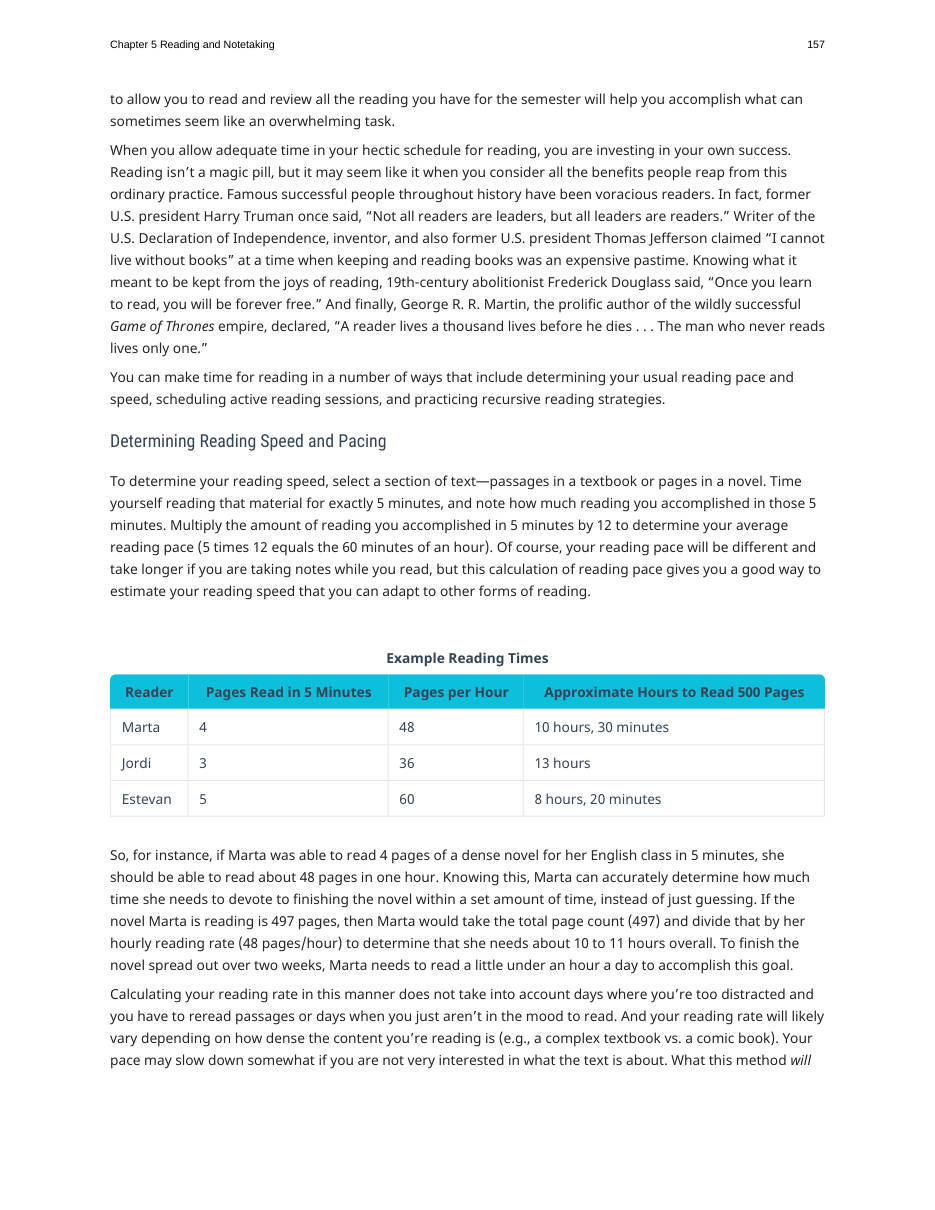 Chapter 5 Reading and Notetaking 157
to allow you to read and review all the reading you have for the semester will help you accomplish what can
sometimes seem like an overwhelming task.
When you allow adequate time in your hectic schedule for reading, you are investing in your own success.
Reading isn’t a magic pill, but it may seem like it when you consider all the benefits people reap from this
ordinary practice. Famous successful people throughout history have been voracious readers. In fact, former
U.S. president Harry Truman once said, “Not all readers are leaders, but all leaders are readers.” Writer of the
U.S. Declaration of Independence, inventor, and also former U.S. president Thomas Jefferson claimed “I cannot
live without books” at a time when keeping and reading books was an expensive pastime. Knowing what it
meant to be kept from the joys of reading, 19th-century abolitionist Frederick Douglass said, “Once you learn
to read, you will be forever free.” And finally, George R. R. Martin, the prolific author of the wildly successful
Game of Thrones empire, declared, “A reader lives a thousand lives before he dies . . . The man who never reads
lives only one.”
You can make time for reading in a number of ways that include determining your usual reading pace and
speed, scheduling active reading sessions, and practicing recursive reading strategies.
Determining Reading Speed and Pacing
To determine your reading speed, select a section of text—passages in a textbook or pages in a novel. Time
yourself reading that material for exactly 5 minutes, and note how much reading you accomplished in those 5
minutes. Multiply the amount of reading you accomplished in 5 minutes by 12 to determine your average
reading pace (5 times 12 equals the 60 minutes of an hour). Of course, your reading pace will be different and
take longer if you are taking notes while you read, but this calculation of reading pace gives you a good way to
estimate your reading speed that you can adapt to other forms of reading.
Example Reading Times
Reader Pages Read in 5 Minutes Pages per Hour Approximate Hours to Read 500 Pages
Marta 4 48 10 hours, 30 minutes
Jordi 3 36 13 hours
Estevan 5 60 8 hours, 20 minutes
So, for instance, if Marta was able to read 4 pages of a dense novel for her English class in 5 minutes, she
should be able to read about 48 pages in one hour. Knowing this, Marta can accurately determine how much
time she needs to devote to finishing the novel within a set amount of time, instead of just guessing. If the
novel Marta is reading is 497 pages, then Marta would take the total page count (497) and divide that by her
hourly reading rate (48 pages/hour) to determine that she needs about 10 to 11 hours overall. To finish the
novel spread out over two weeks, Marta needs to read a little under an hour a day to accomplish this goal.
Calculating your reading rate in this manner does not take into account days where you’re too distracted and
you have to reread passages or days when you just aren’t in the mood to read. And your reading rate will likely
vary depending on how dense the content you’re reading is (e.g., a complex textbook vs. a comic book). Your
pace may slow down somewhat if you are not very interested in what the text is about. What this method will